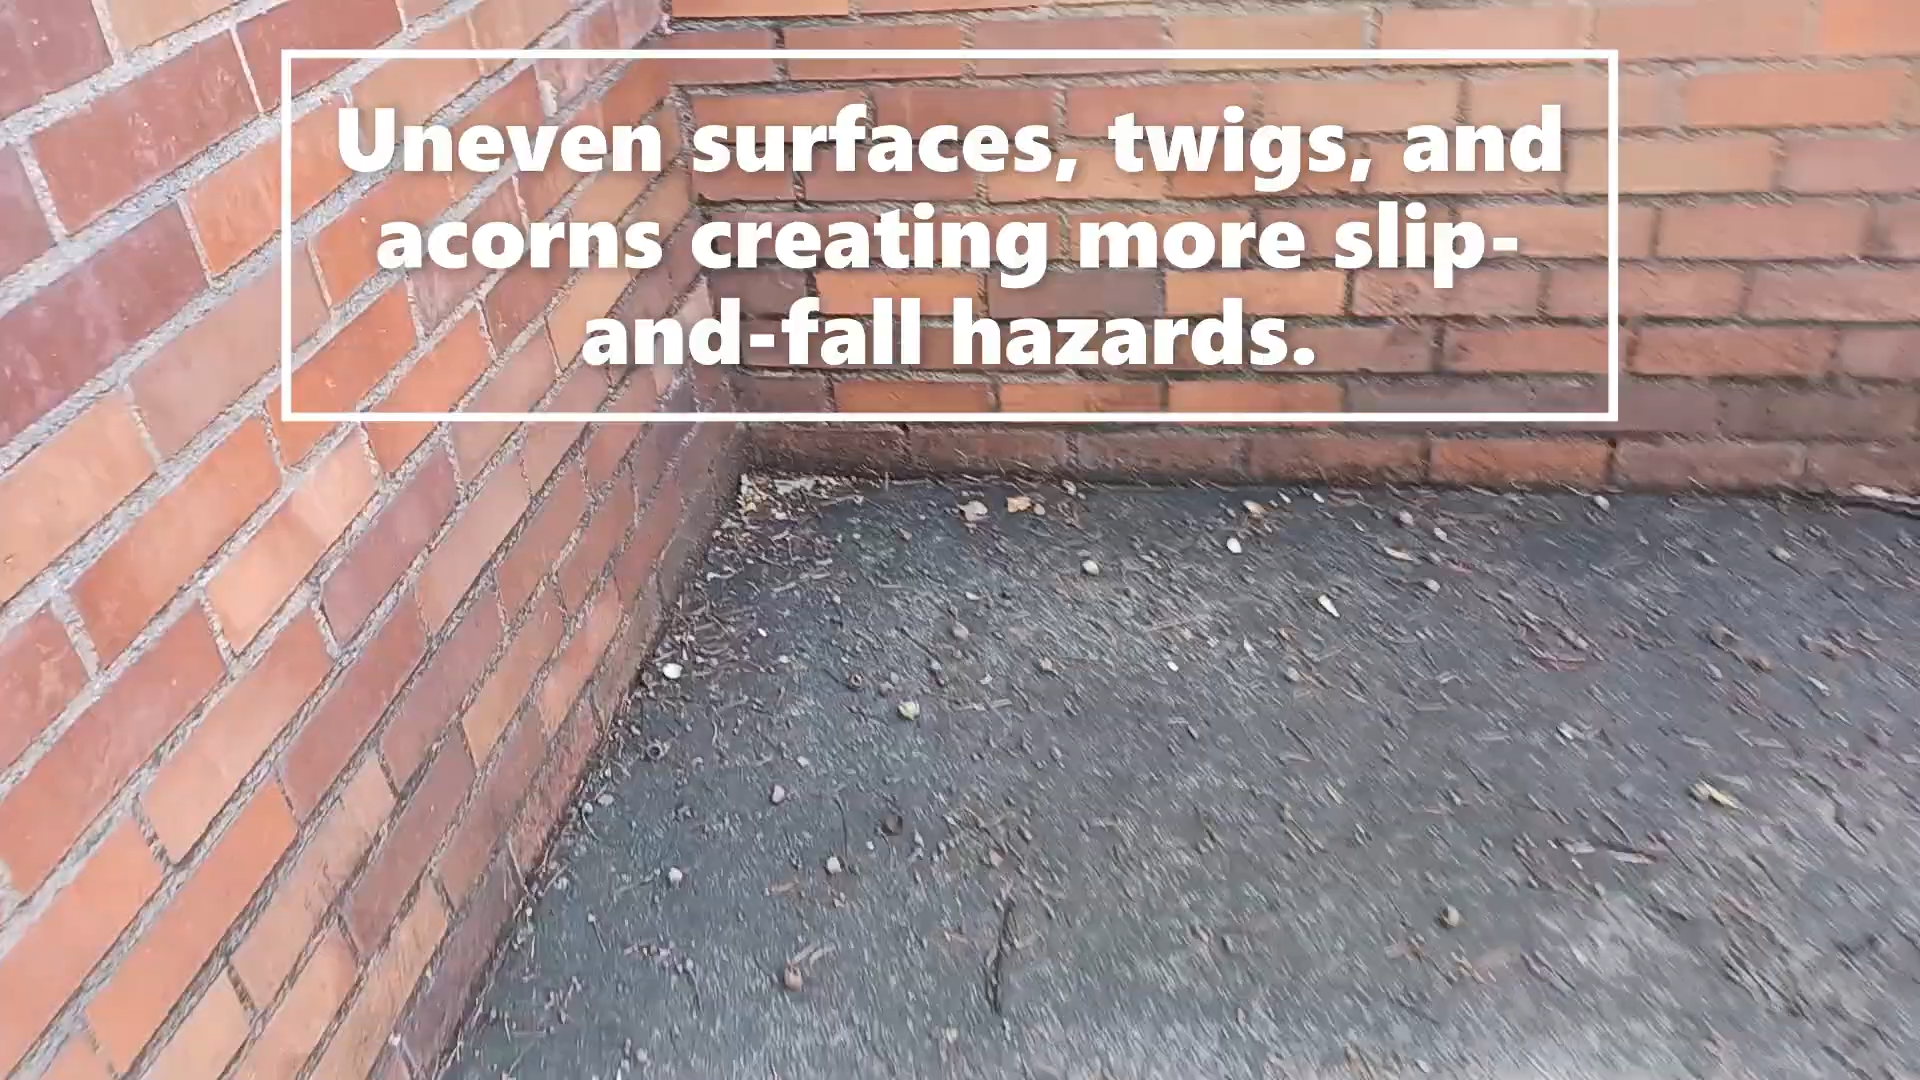 Uneven surfaces, twigs, and
acorns creating more slip-
and-fall hazards.